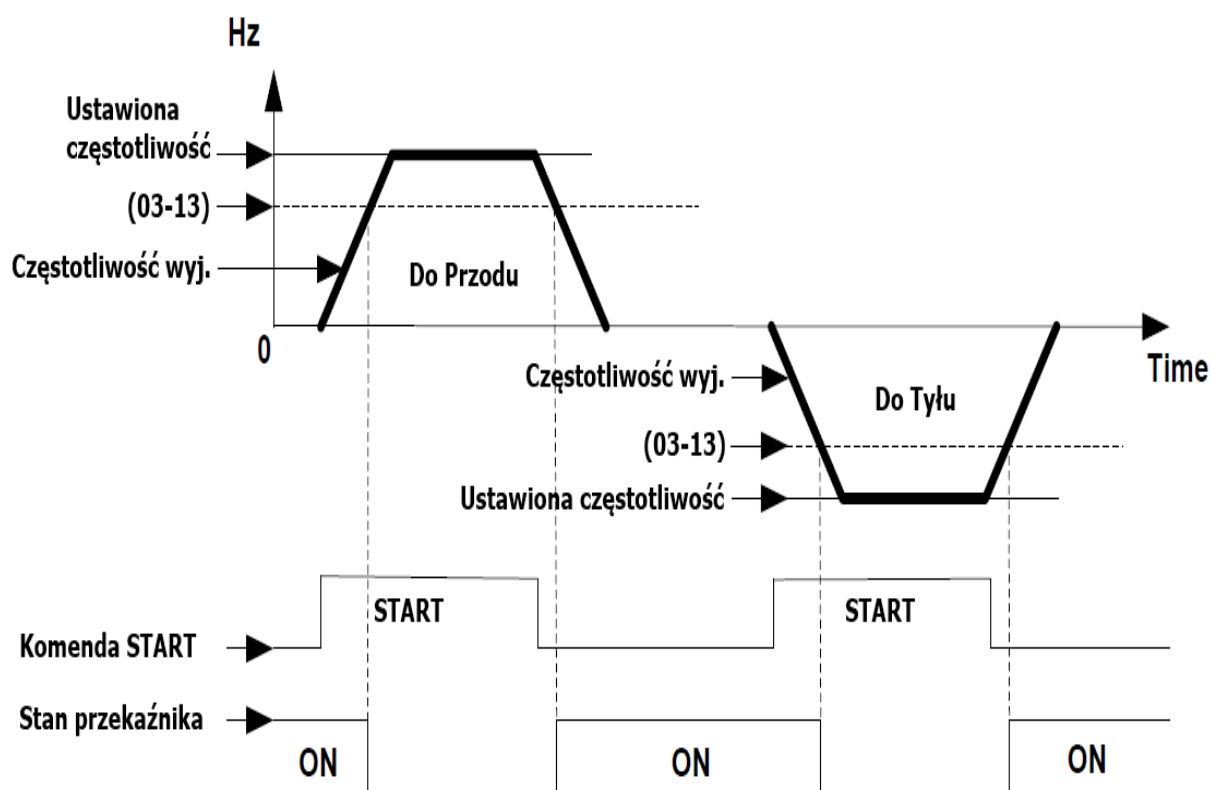 Hz
Ustawiona
częstotliwość
(03-13)
Częstotliwość wyj.
Do Przodu
0
Time
Częstotliwość wyj.
Do Tyłu
(03-13)
Ustawiona częstotliwość
START
START
Komenda START
Stan przekaźnika
ON
ON
ON